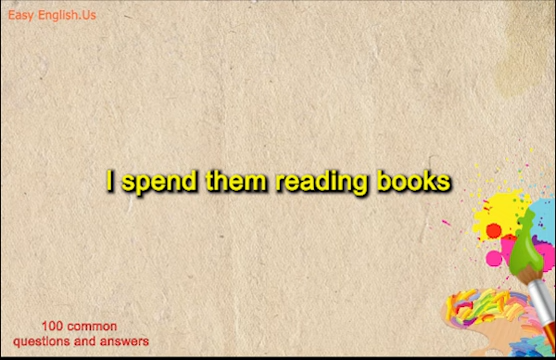 Easy English.Us
I spend them reading books
100 common
questions and answers